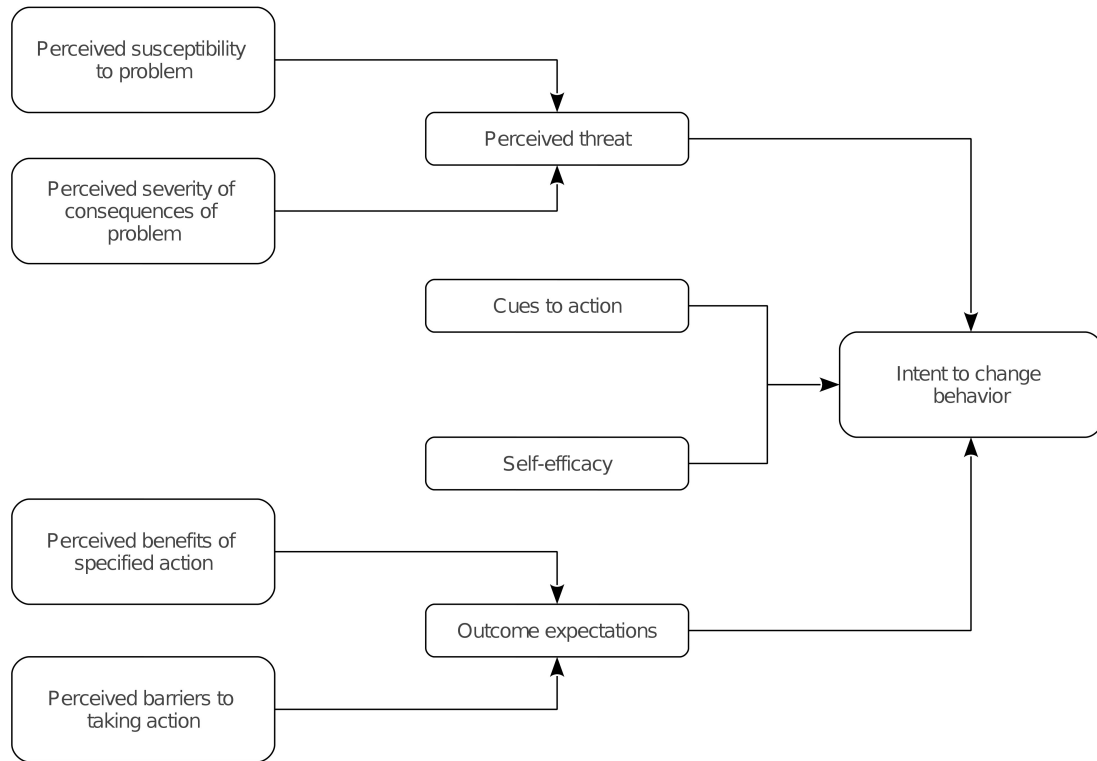 Perceived susceptibility
to problem
Perceived threat
Perceived severity of
consequences of
problem
Cues to action
Intent to change
behavior
Self-efficacy
Perceived benefits of
specified action
Outcome expectations
Perceived barriers to
taking action